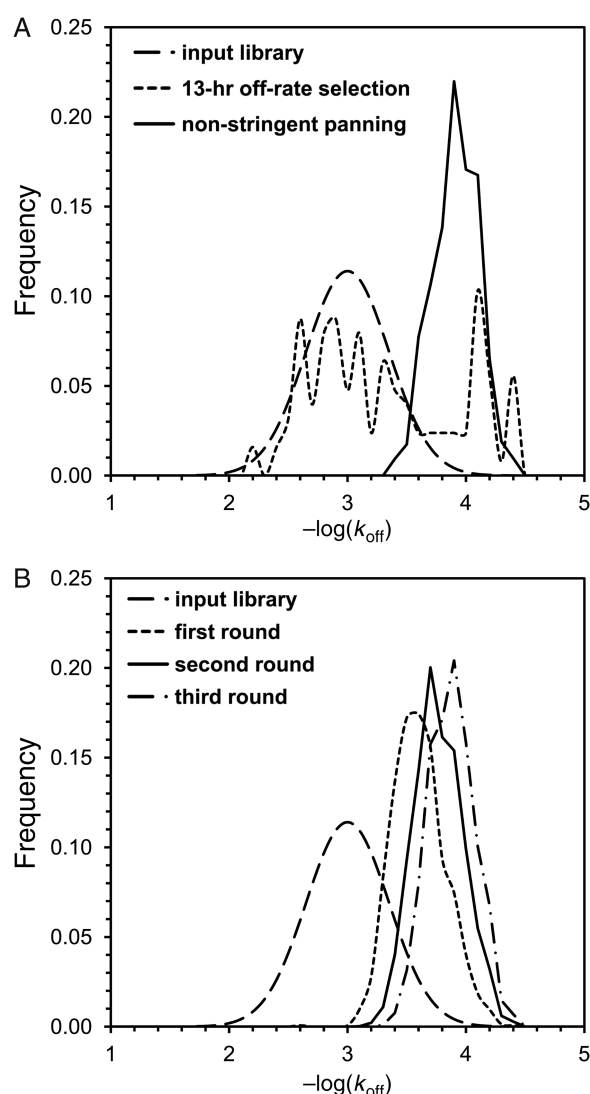 A
0.25
0.20
0.15
0.10
0.05
0.00
Frequency
input library
13-hr off-rate selection
non-stringent panning
1 2 3 4 5
–log(koff)
B
0.25
0.20
0.15
0.10
0.05
0.00
Frequency
input library
first round
second round
third round
1 2 3 4 5
–log(koff)